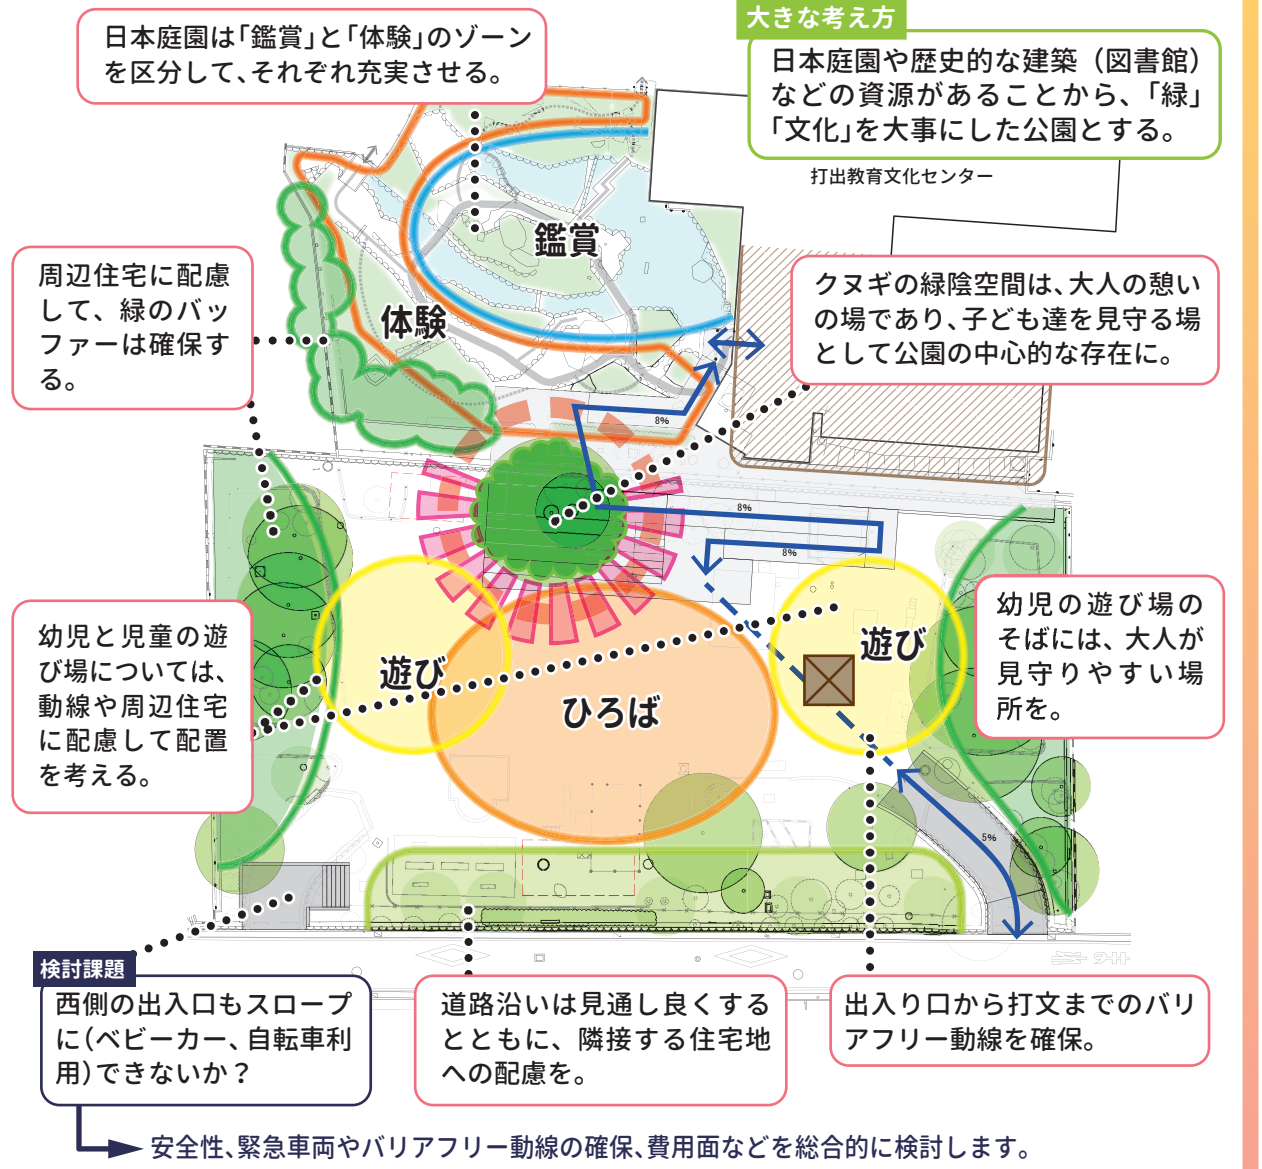 日本庭園は「鑑賞」と「体験」のゾーン
を区分して、それぞれ充実させる。
大きな考え方
日本庭園や歴史的な建築（図書館）
などの資源があることから、「緑」
「文化」を大事にした公園とする。
打出教育文化センター
鑑賞
体験
周辺住宅に配慮
して、緑のバッ
ファーは確保す
る。
クヌギの緑陰空間は、大人の憩い
の場であり、子ども達を見守る場
として公園の中心的な存在に。
8%
8%
8%
幼児と児童の遊
び場については、
動線や周辺住宅
に配慮して配置
を考える。
遊び
ひろば
遊び
幼児の遊び場の
そばには、大人が
見守りやすい場
所を。
5%
検討課題
西側の出入口もスロープ
に（ベビーカー、自転車利
用）できないか？
道路沿いは見通し良くする
とともに、隣接する住宅地
への配慮を。
出入り口から打文までのバリ
アフリー動線を確保。
安全性、緊急車両やバリアフリー動線の確保、費用面などを総合的に検討します。